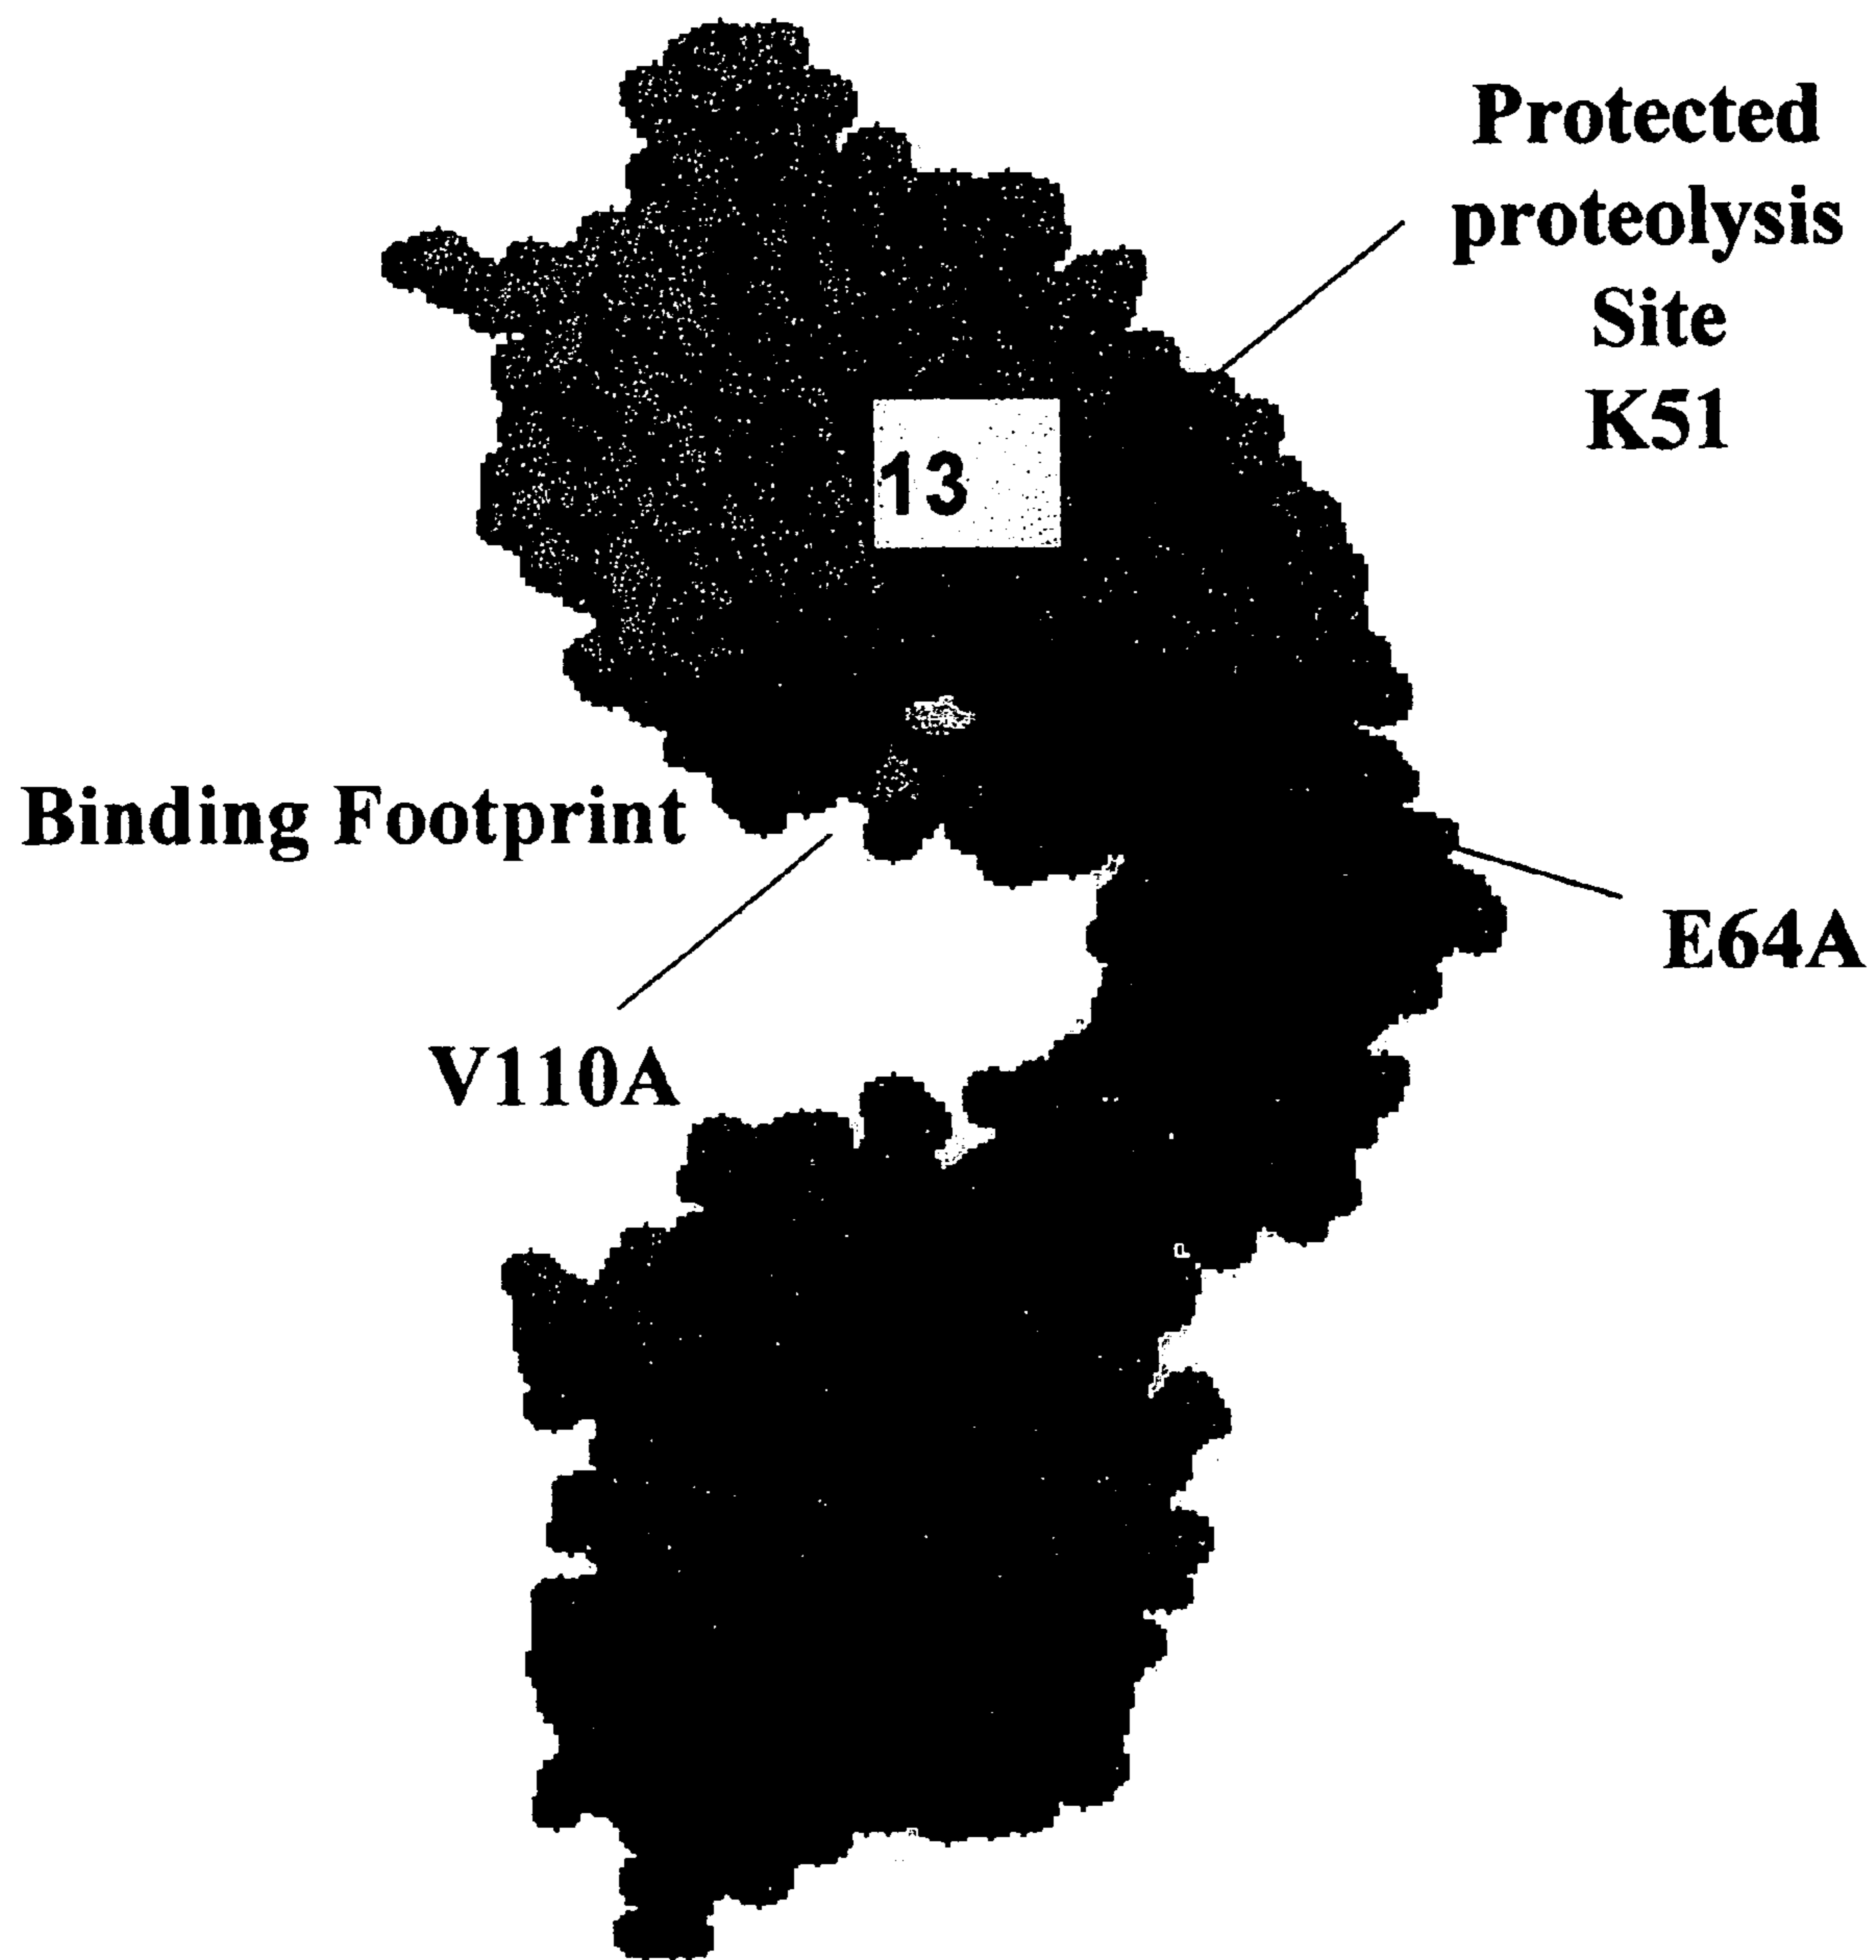 Protected
proteolysis
Site
K51
13
Binding Footprint
E64A
V110A